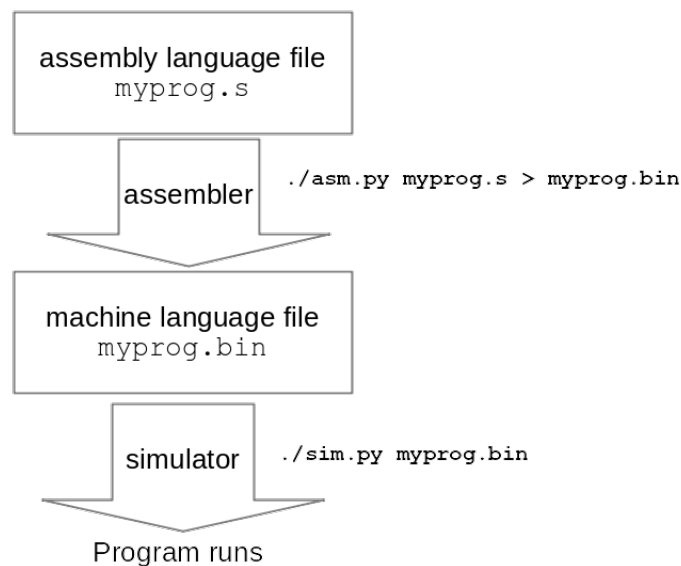 assembly language file
myprog.s
assembler
./asm.py myprog.s > myprog.bin
machine language file
myprog.bin
simulator
./sim.py myprog.bin
Program runs